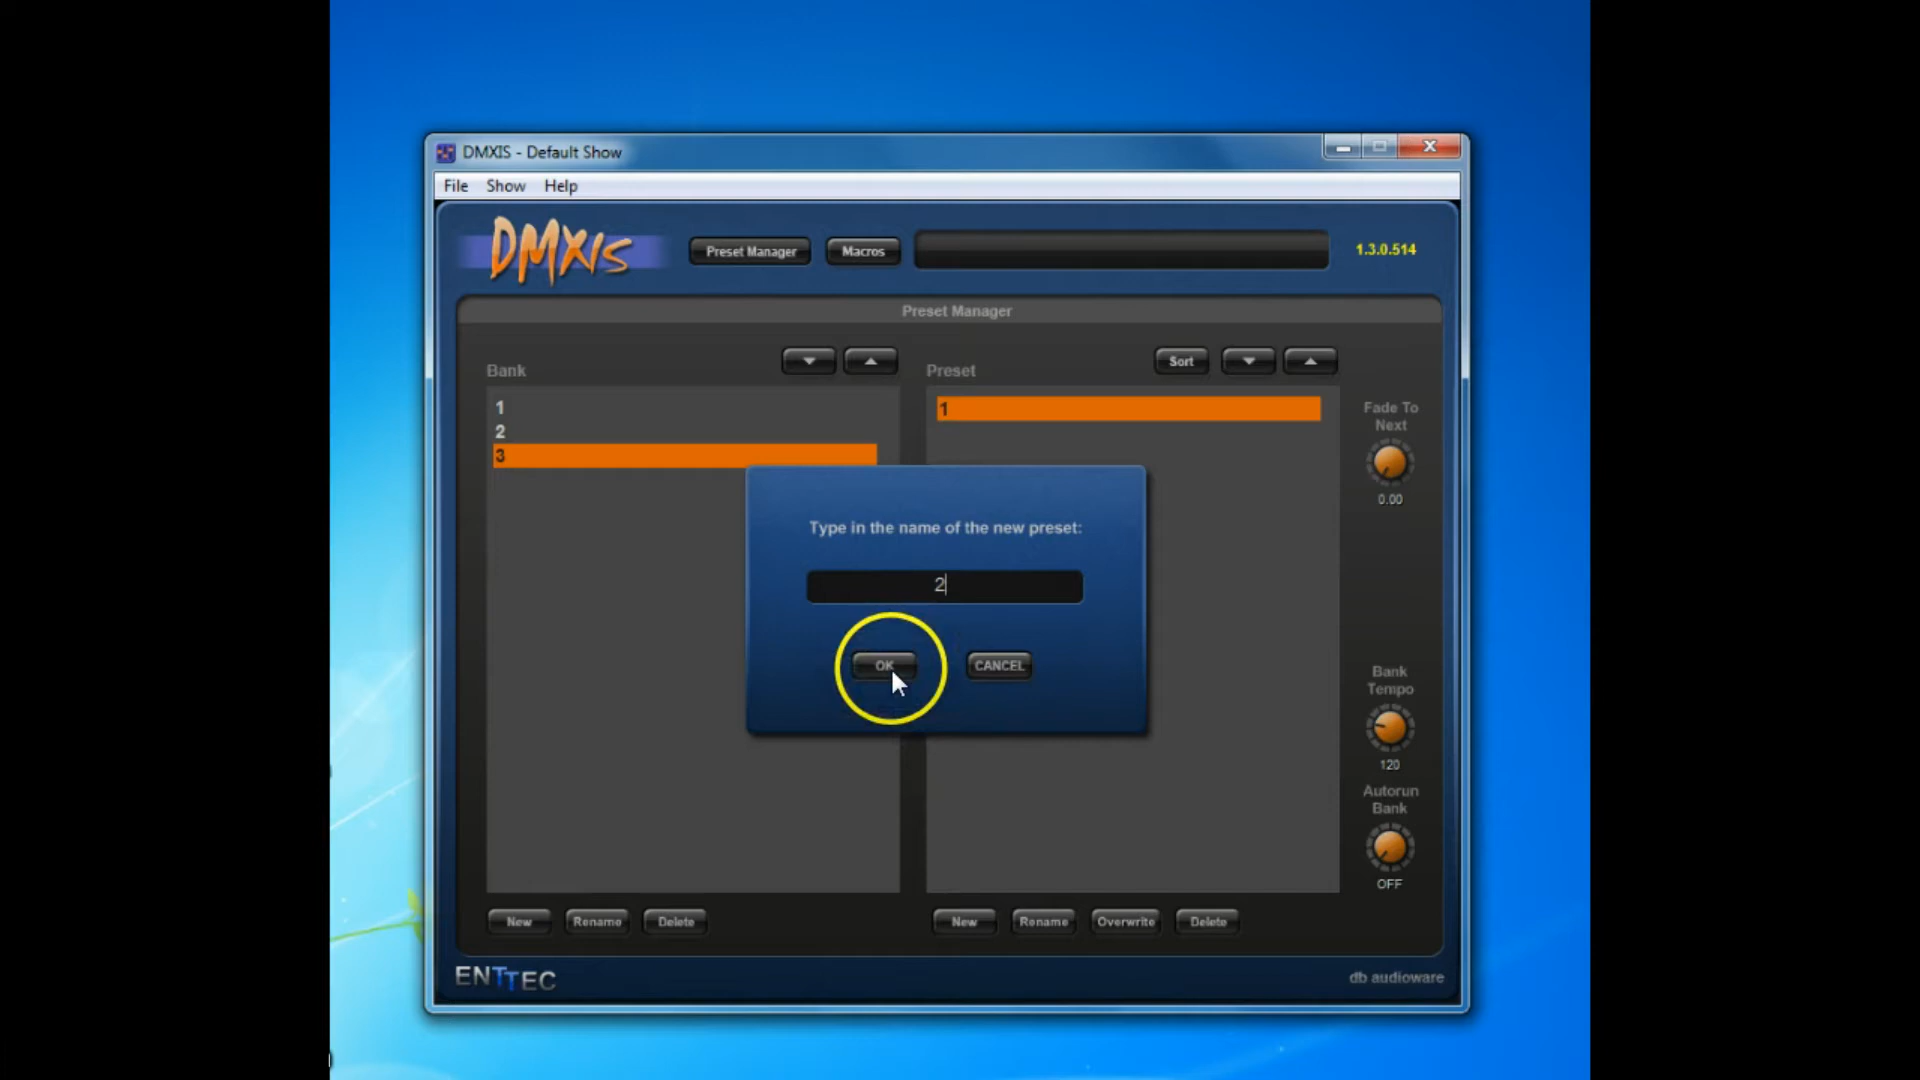 DMXIS - Default Show
File Show Help
DMXIS Preset Manager Macros 1.3.0.514
Preset Manager
Bank Preset Sort
1
2
3
1
Fade To
Next
0.00
Type in the name of the new preset:
2
OK CANCEL
Bank
Tempo
120
Autorun
Bank
OFF
New Rename Delete New Rename Overwrite Delete
ENTTEC db audioware